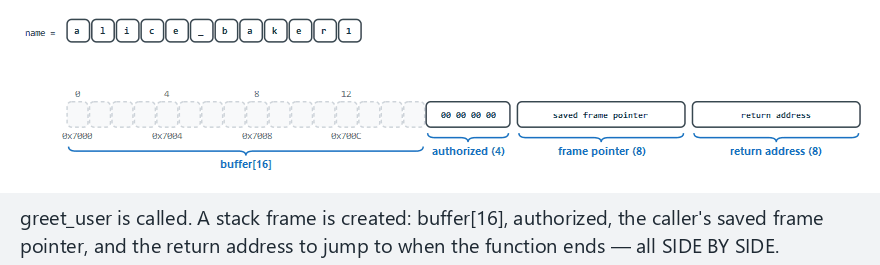 name = a l i c e _ b a k e r 1
0 4 8 12
00 00 00 00 saved frame pointer return address
0x7000 0x7004 0x7008 0x700C
authorized (4) frame pointer (8) return address (8)
buffer[16]
greet_user is called. A stack frame is created: buffer[16], authorized, the caller's saved frame
pointer, and the return address to jump to when the function ends — all SIDE BY SIDE.